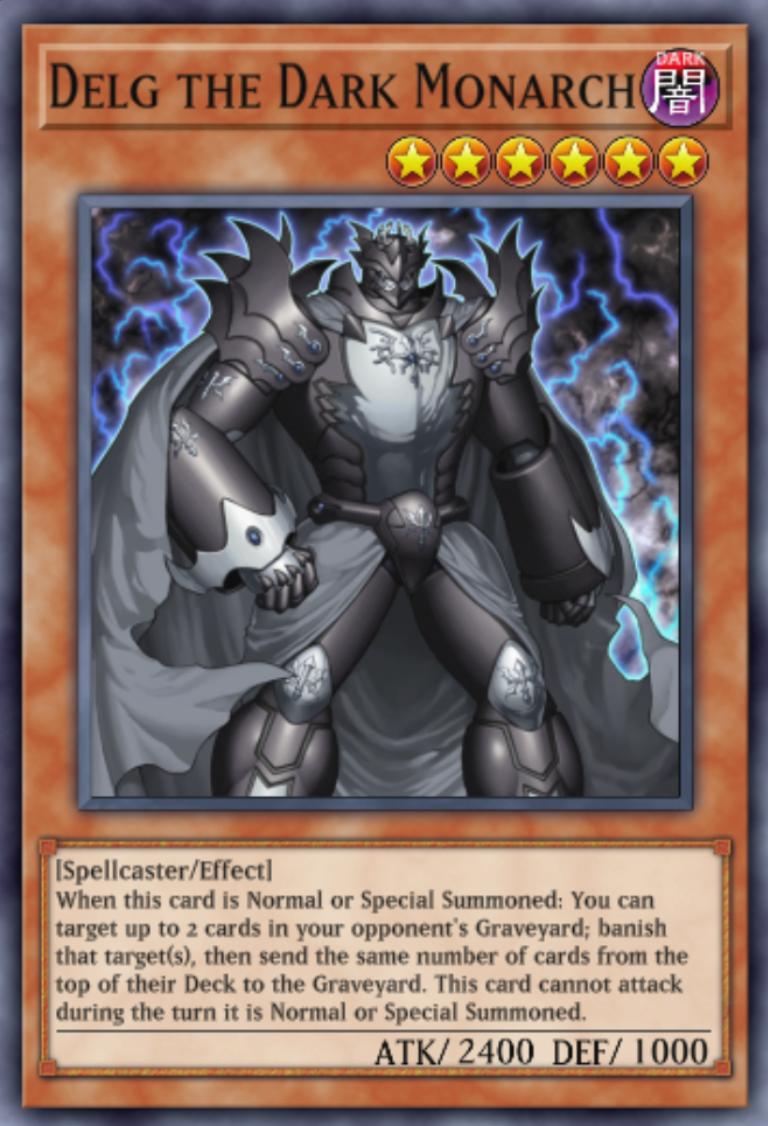 DELG THE DARK MONARCH
DARK
闇
[Spellcaster/Effect]
When this card is Normal or Special Summoned: You can
target up to 2 cards in your opponent's Graveyard; banish
that target(s), then send the same number of cards from the
top of their Deck to the Graveyard. This card cannot attack
during the turn it is Normal or Special Summoned.
ATK/ 2400 DEF/ 1000